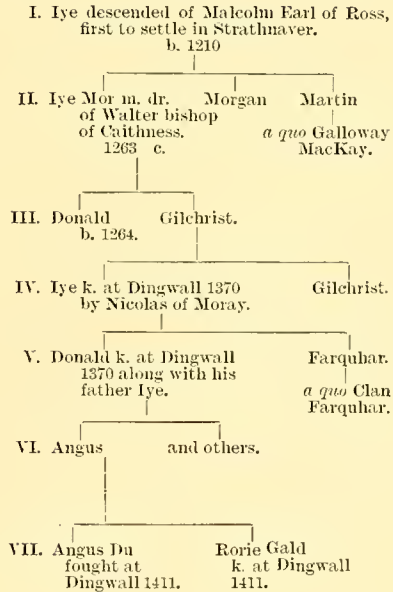 I. Iye descended of Malcolm Earl of Ross,
first to settle in Strathnaver.
b. 1210
II. Iye Mor m. dr. Morgan Martin
of Walter bishop
of Caithness. a quo Galloway
1263 c. MacKay.
III. Donald Gilchrist.
b. 1264.
IV. Iye k. at Dingwall 1370 Gilchrist.
by Nicolas of Moray.
V. Donald k. at Dingwall Farquhar.
1370 along with his
father Iye. a quo Clan
Farquhar.
VI. Angus and others.
VII. Angus Du Rorie Gald
fought at k. at Dingwall
Dingwall 1411. 1411.